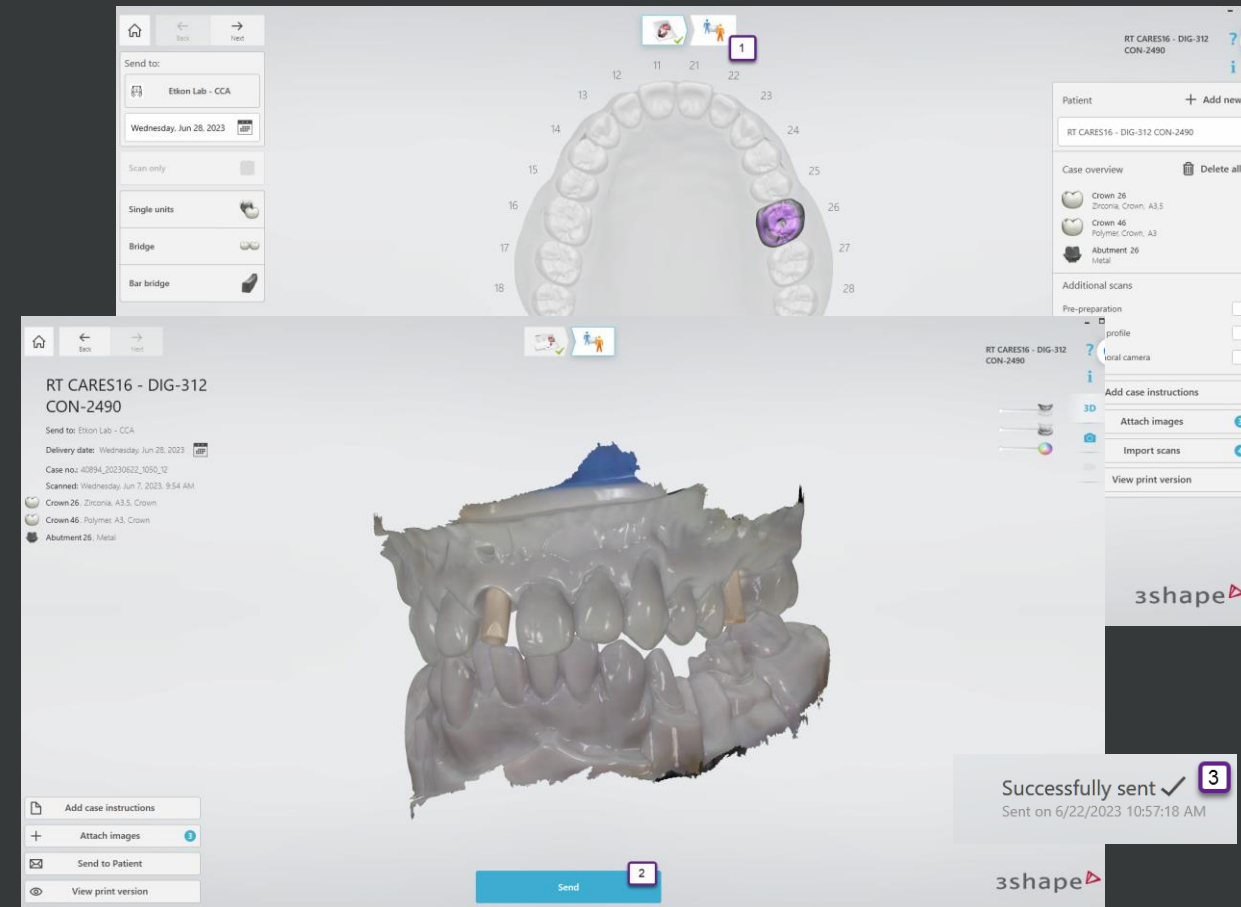 Back
Next
Send to:
Etkon Lab - CCA
Wednesday, Jun 28, 2023
Scan only
Single units
Bridge
Bar bridge
1
11
21
12
22
13
23
14
24
15
25
16
26
17
27
18
28
RT CARES16 - DIG-312
CON-2490
?
i
Patient
+ Add new
RT CARES16 - DIG-312 CON-2490
Case overview
Delete all
Crown 26
Zirconia, Crown, A3,5
Crown 46
Polymer, Crown, A3
Abutment 26
Metal
Additional scans
Pre-preparation
profile
oral camera
Add case instructions
Attach images
Import scans
View print version
3shape
Back
Next
RT CARES16 - DIG-312
CON-2490
Send to: Etkon Lab - CCA
Delivery date: Wednesday, Jun 28, 2023
Case no.: 40894_20230622_1050_12
Scanned: Wednesday, Jun 7, 2023, 9:54 AM
Crown 26, Zirconia, A3,5, Crown
Crown 46, Polymer, A3, Crown
Abutment 26, Metal
RT CARES16 - DIG-312
CON-2490
?
i
3D
Add case instructions
Attach images 3
Send to Patient
View print version
Send
2
Successfully sent ✓ 3
Sent on 6/22/2023 10:57:18 AM
3shape